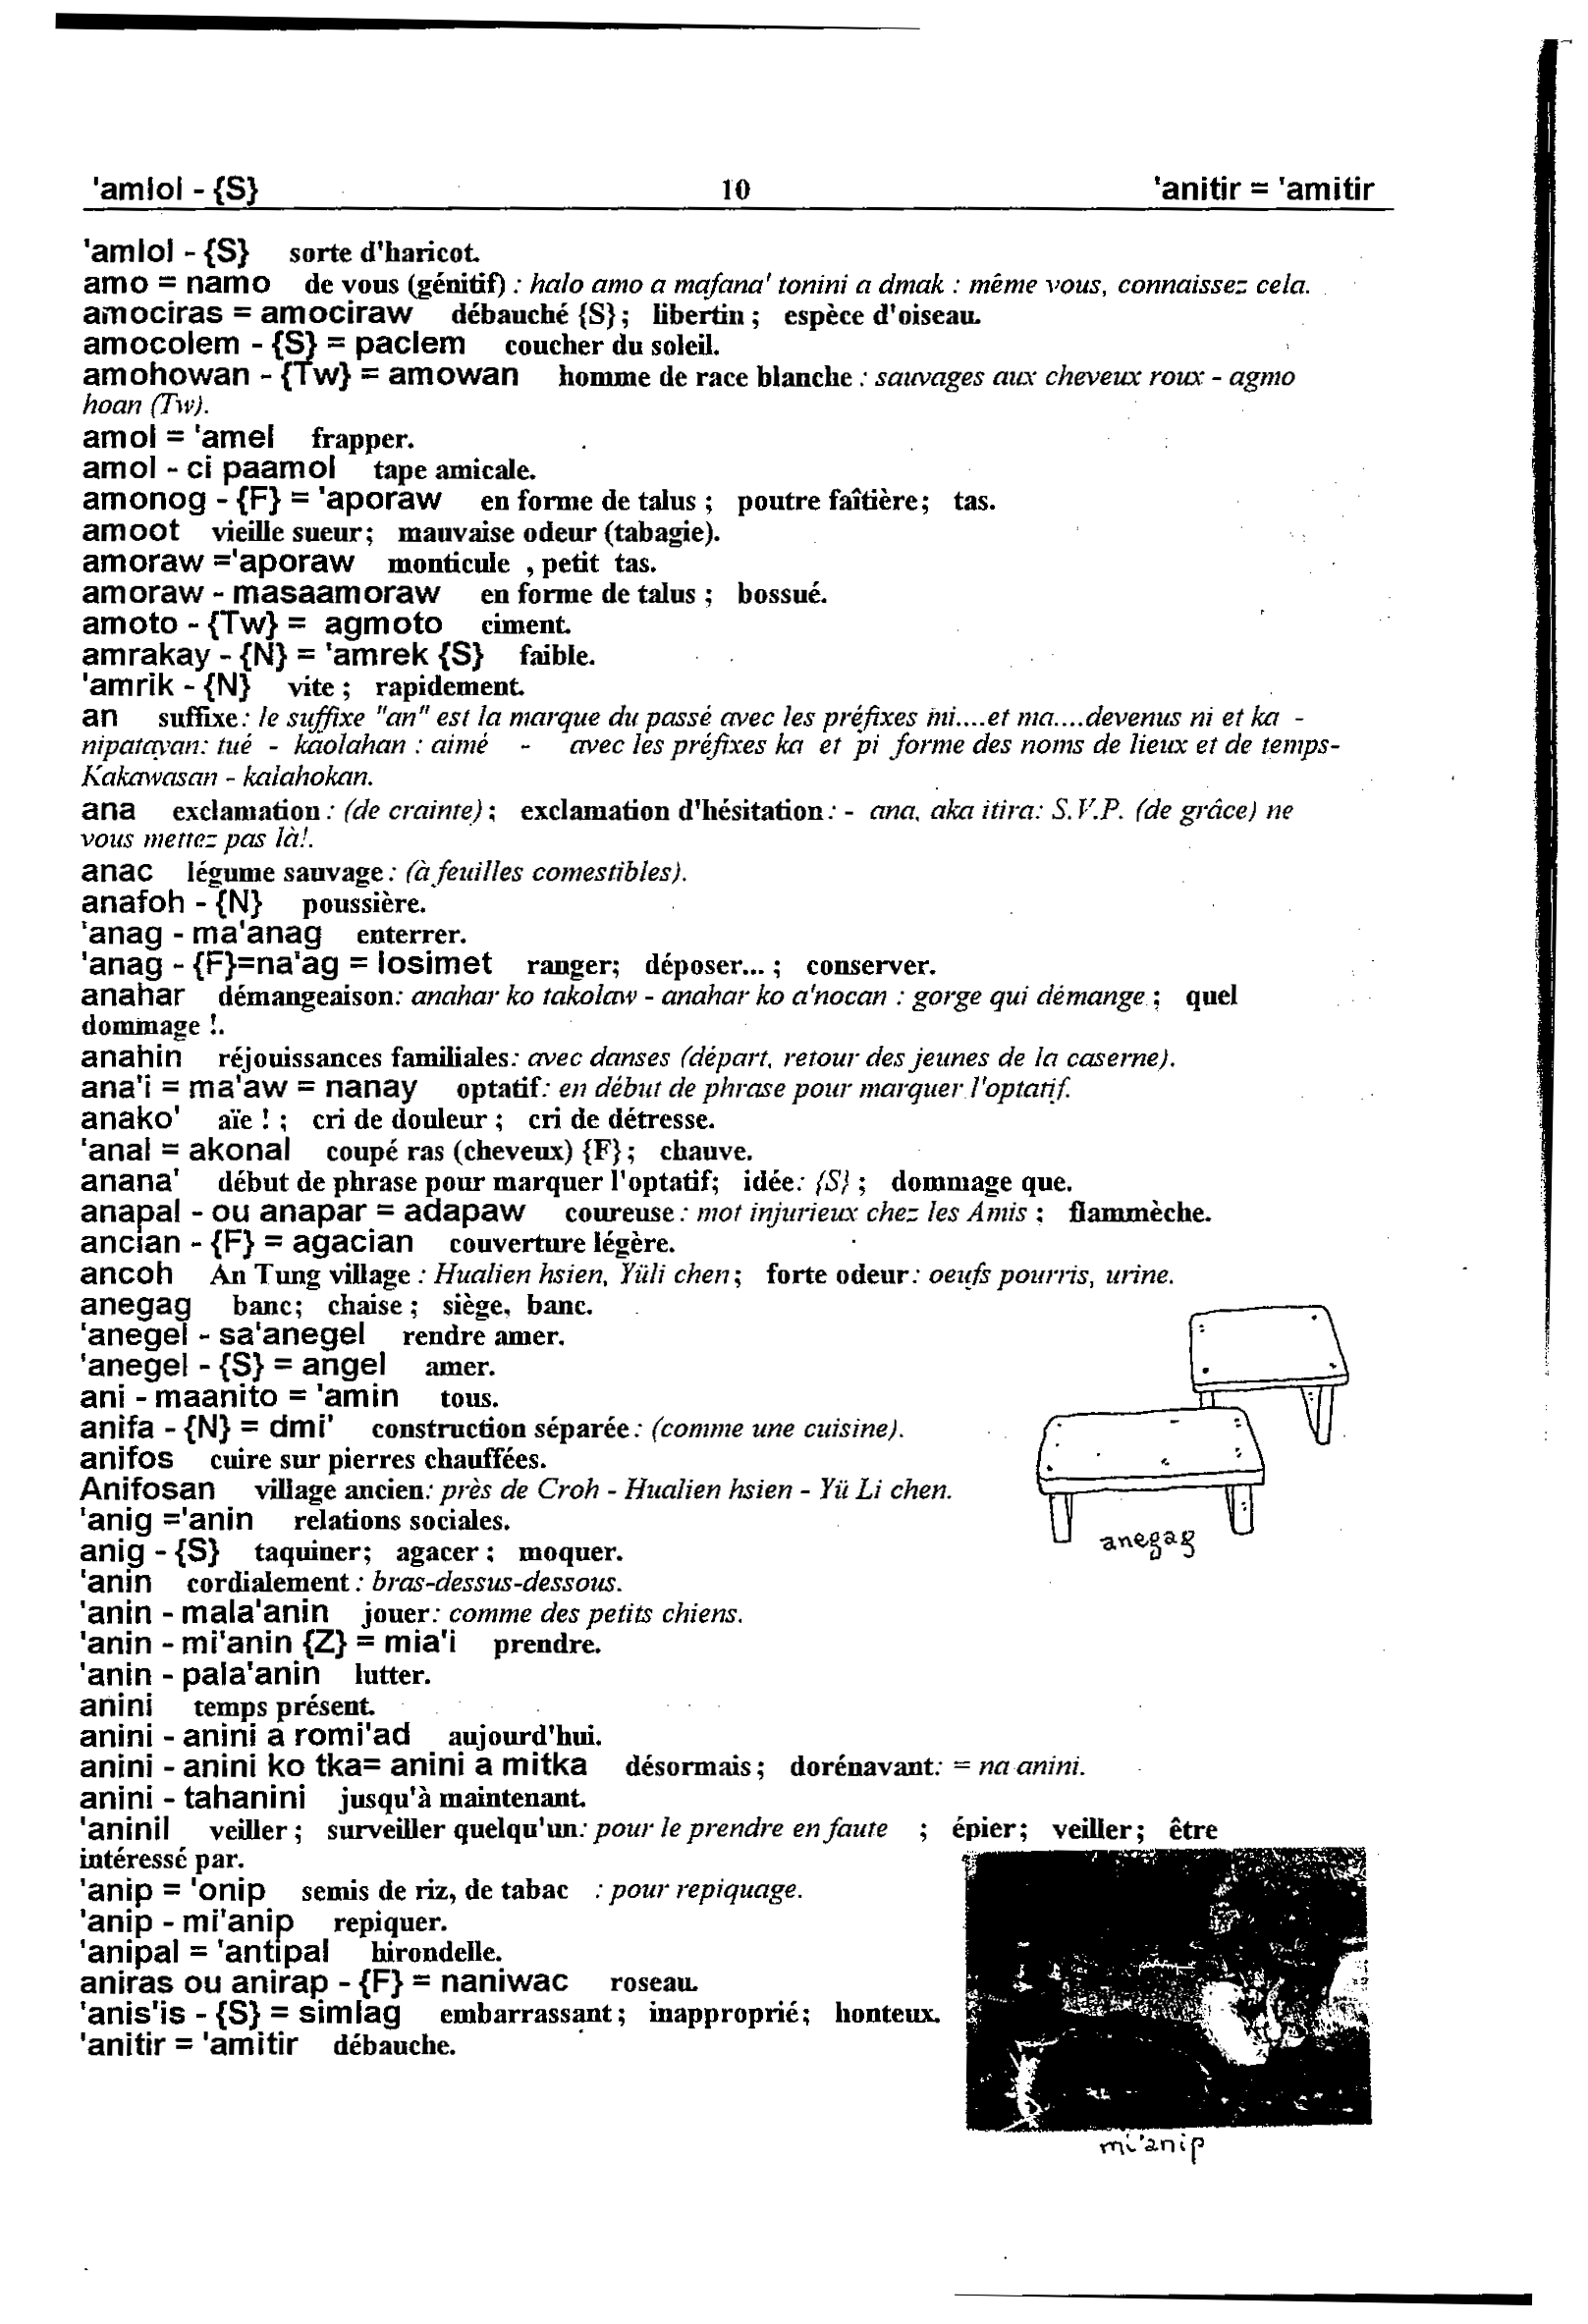 'amlol - {S} 10 'anitir = 'amitir
'amlol - {S} sorte d'haricot.
amo = namo de vous (génitif) : halo amo a mafana' tonini a dmak : même vous, connaissez cela.
amociras = amociraw débauché {S} ; libertin ; espèce d'oiseau.
amocolem - {S} = paclem coucher du soleil.
amohowan - {Tw} = amowan homme de race blanche : sauvages aux cheveux roux - agmo
hoan (Tw).
amol = 'amel frapper.
amol - ci paamol tape amicale.
amonog - {F} = 'aporaw en forme de talus ; poutre faîtière ; tas.
amoot vieille sueur ; mauvaise odeur (tabagie).
amoraw ='aporaw monticule , petit tas.
amoraw - masaamoraw en forme de talus ; bossué.
amoto - {Tw} = agmoto ciment.
amrakay - {N} = 'amrek {S} faible.
'amrik - {N} vite ; rapidement.
an suffixe : le suffixe "an" est la marque du passé avec les préfixes mi....et ma....devenus ni et ka -
nipatayan: tué - kaolahan : aimé - avec les préfixes ka et pi forme des noms de lieux et de temps-
Kakawasan - kalahokan.
ana exclamation : (de crainte) ; exclamation d'hésitation : - ana, aka itira: S.V.P. (de grâce) ne
vous mettez pas là!.
anac légume sauvage : (à feuilles comestibles).
anafoh - {N} poussière.
'anag - ma'anag enterrer.
'anag - {F}=na'ag = losimet ranger; déposer... ; conserver.
anahar démangeaison: anahar ko takolaw - anahar ko a'nocan : gorge qui démange ; quel
dommage !.
anahin réjouissances familiales: avec danses (départ, retour des jeunes de la caserne).
ana'i = ma'aw = nanay optatif: en début de phrase pour marquer l'optatif.
anako' aïe ! ; cri de douleur ; cri de détresse.
'anal = akonal coupé ras (cheveux) {F} ; chauve.
anana' début de phrase pour marquer l'optatif; idée: {S} ; dommage que.
anapal - ou anapar = adapaw coureuse : mot injurieux chez les Amis ; flammèche.
ancian - {F} = agacian couverture légère.
ancoh An Tung village : Hualien hsien, Yüli chen ; forte odeur : oeufs pourris, urine.
anegag banc; chaise ; siège, banc.
'anegel - sa'anegel rendre amer.
'anegel - {S} = angel amer.
ani - maanito = 'amin tous.
anifa - {N} = dmi' construction séparée : (comme une cuisine).
anifos cuire sur pierres chauffées.
Anifosan village ancien: près de Croh - Hualien hsien - Yü Li chen.
'anig ='anin relations sociales.
anegag
anig - {S} taquiner; agacer ; moquer.
'anin cordialement : bras-dessus-dessous.
'anin - mala'anin jouer: comme des petits chiens.
'anin - mi'anin {Z} = mia'i prendre.
'anin - pala'anin lutter.
anini temps présent.
anini - anini a romi'ad aujourd'hui.
anini - anini ko tka= anini a mitka désormais ; dorénavant: = na anini.
anini - tahanini jusqu'à maintenant.
'aninil veiller ; surveiller quelqu'un: pour le prendre en faute ; épier; veiller; être
intéressé par.
'anip = 'onip semis de riz, de tabac : pour repiquage.
'anip - mi'anip repiquer.
'anipal = 'antipal hirondelle.
aniras ou anirap - {F} = naniwac roseau.
'anis'is - {S} = simlag embarrassant ; inapproprié; honteux.
'anitir = 'amitir débauche.
mi'anip